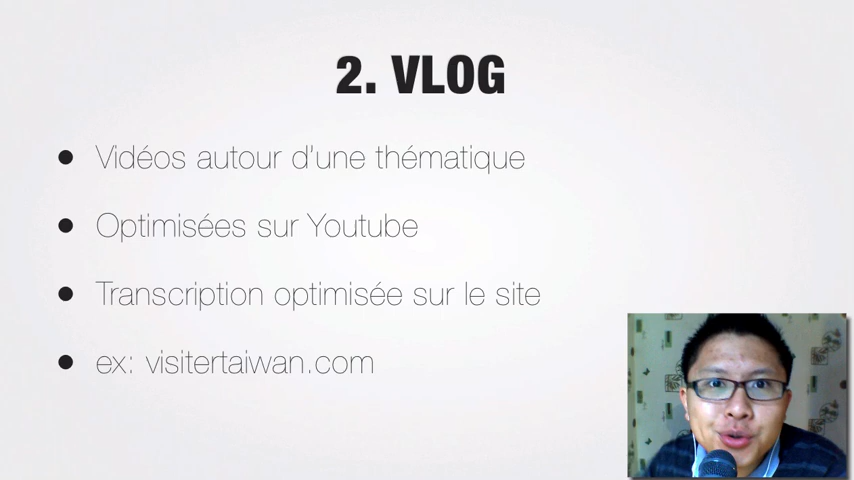 2. VLOG
• Vidéos autour d'une thématique
• Optimisées sur Youtube
• Transcription optimisée sur le site
• ex: visitertaiwan.com